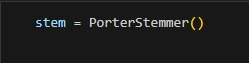 stem = PorterStemmer()